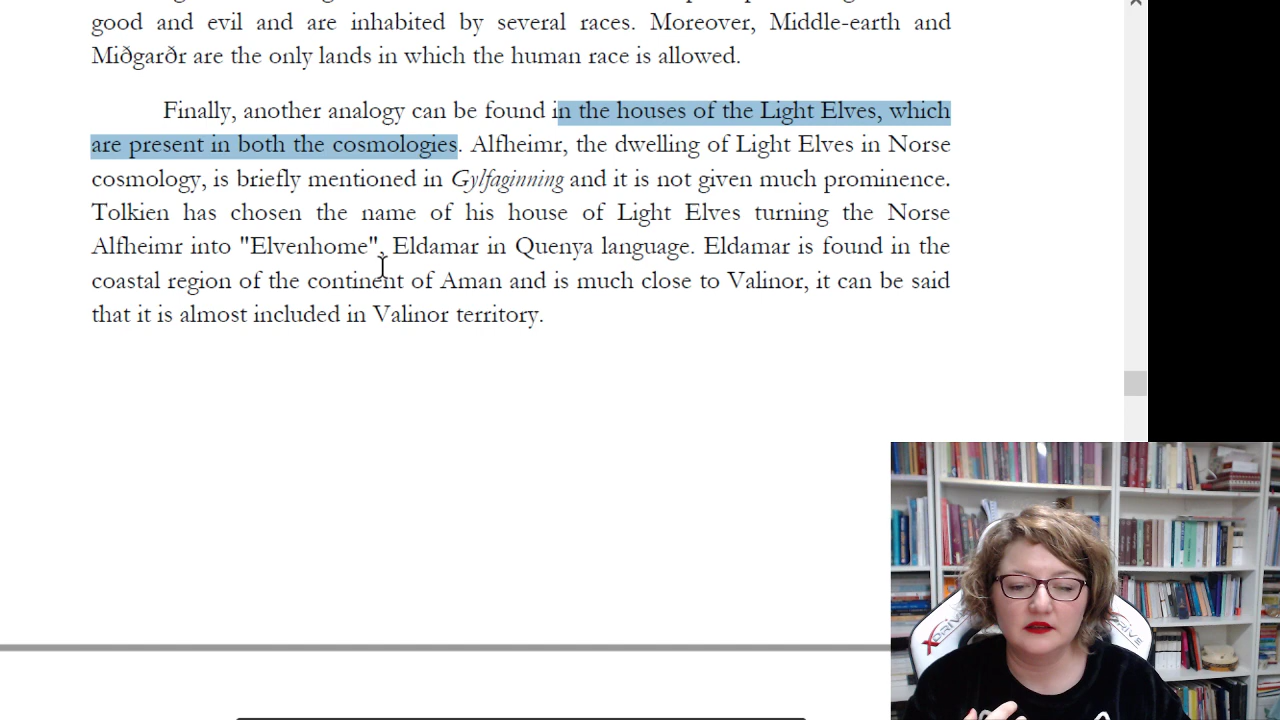 good and evil and are inhabited by several races. Moreover, Middle-earth and
Miðgarðr are the only lands in which the human race is allowed.
Finally, another analogy can be found in the houses of the Light Elves, which
are present in both the cosmologies. Alfheimr, the dwelling of Light Elves in Norse
cosmology, is briefly mentioned in Gylfaginning and it is not given much prominence.
Tolkien has chosen the name of his house of Light Elves turning the Norse
Alfheimr into "Elvenhome", Eldamar in Quenya language. Eldamar is found in the
coastal region of the continent of Aman and is much close to Valinor, it can be said
that it is almost included in Valinor territory.
XDRIVE